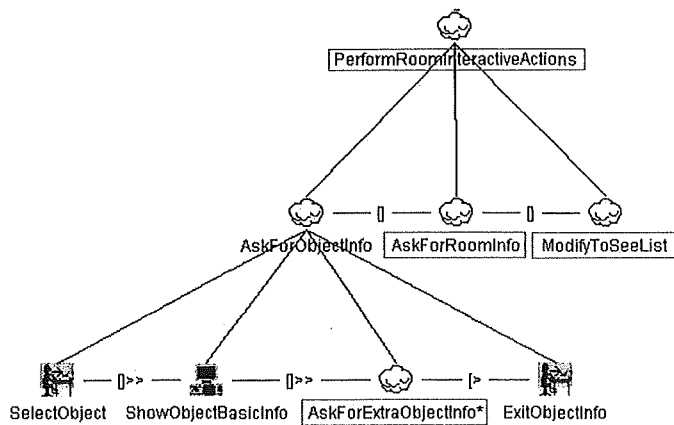 PerformRoomInteractiveActions
[]
[]
AskForObjectInfo
AskForRoomInfo
ModifyToSeeList
[]>>
[]>>
[>
SelectObject
ShowObjectBasicInfo
AskForExtraObjectInfo*
ExitObjectInfo